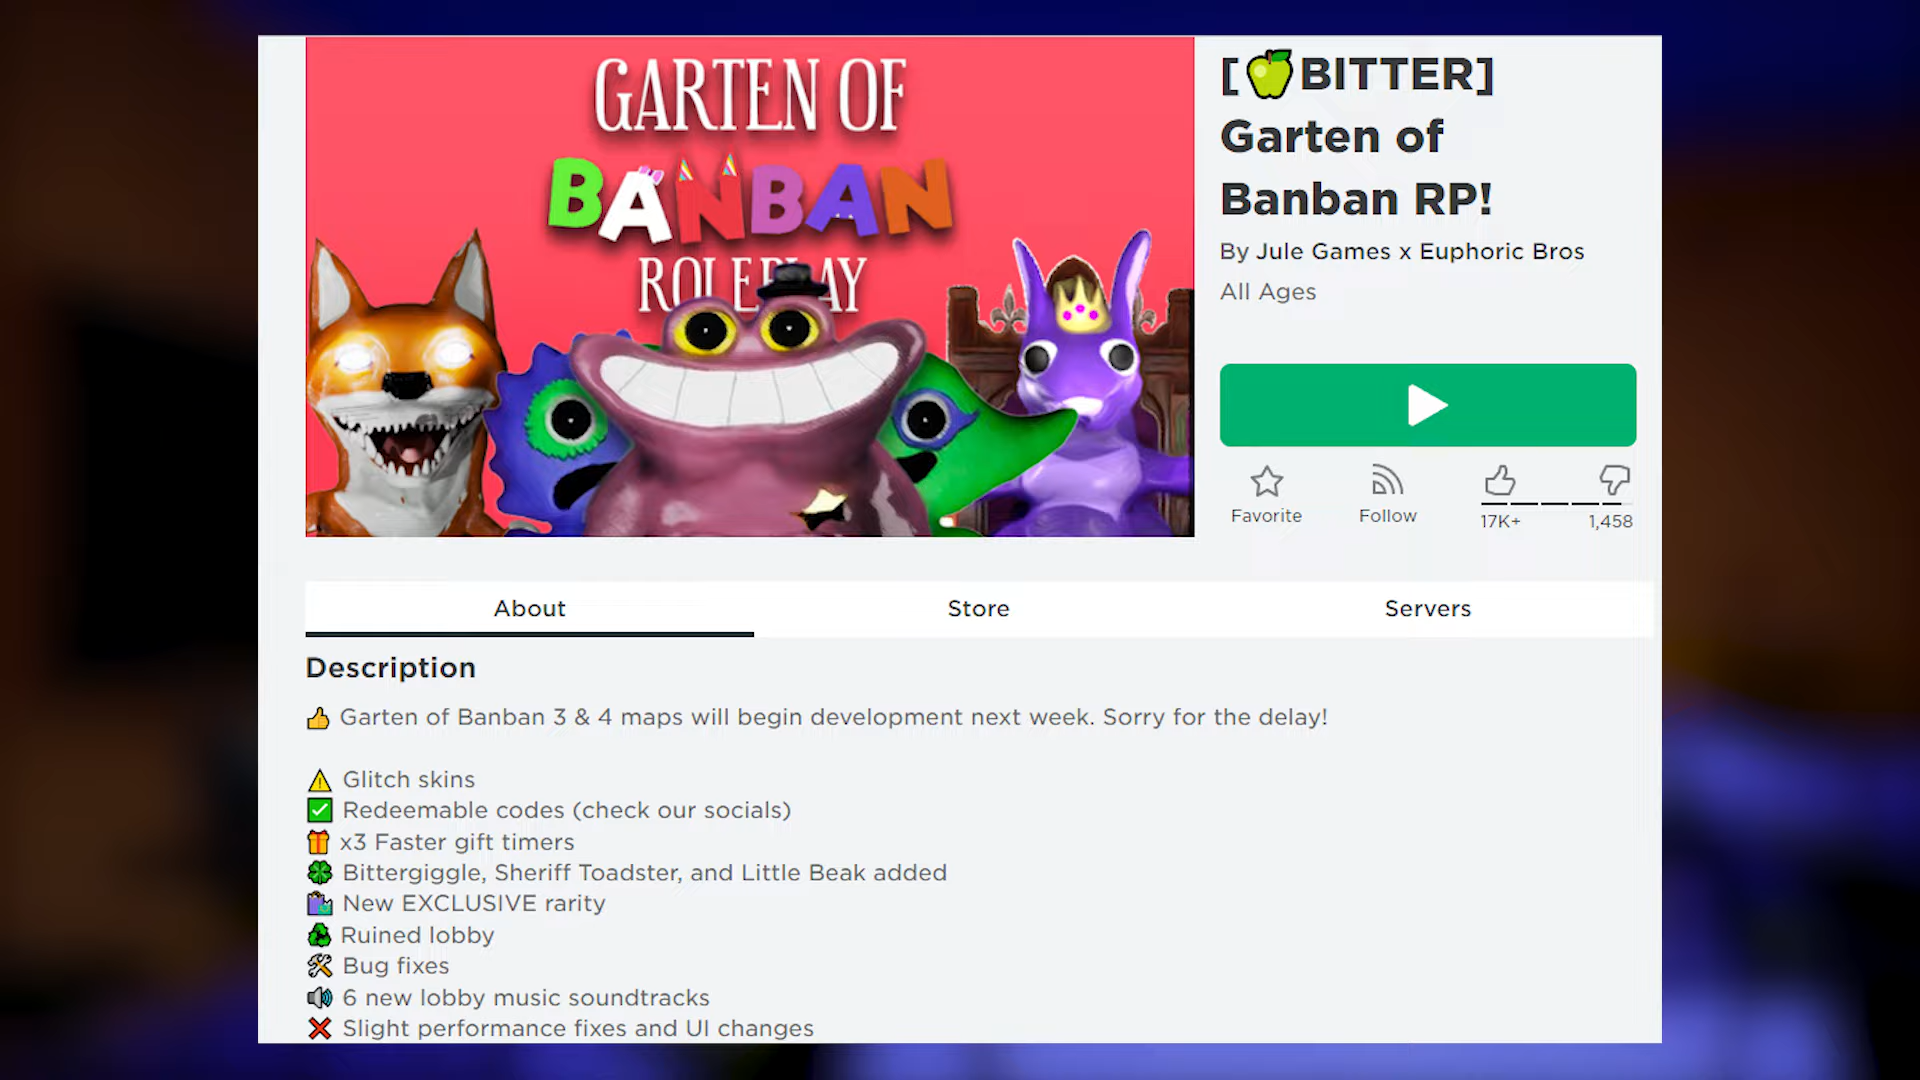 GARTEN OF
BANBAN
ROLEPLAY
[🍏BITTER]
Garten of
Banban RP!
By Jule Games x Euphoric Bros
All Ages
Favorite
Follow
17K+
1,458
About
Store
Servers
Description
👍 Garten of Banban 3 & 4 maps will begin development next week. Sorry for the delay!
⚠️ Glitch skins
✅ Redeemable codes (check our socials)
🎁 x3 Faster gift timers
🍀 Bittergiggle, Sheriff Toadster, and Little Beak added
🛍️ New EXCLUSIVE rarity
♻️ Ruined lobby
🛠️ Bug fixes
🔊 6 new lobby music soundtracks
❌ Slight performance fixes and UI changes